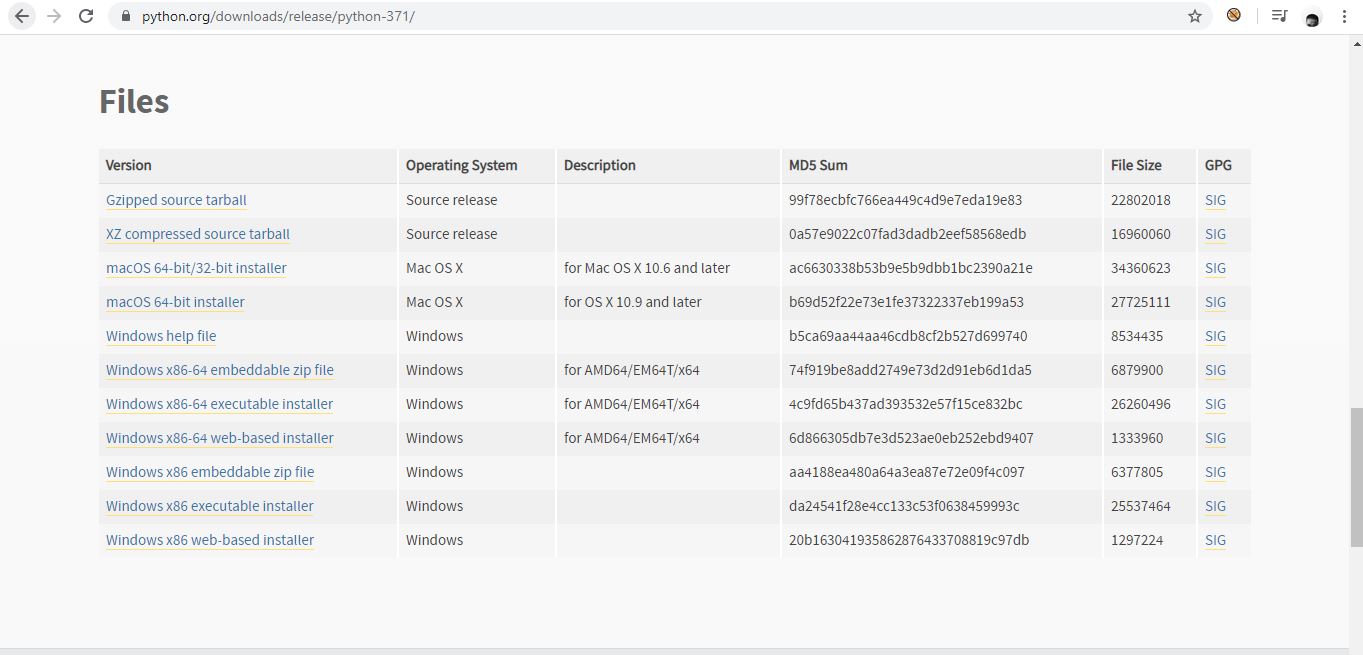 python.org/downloads/release/python-371/
Files
Version Operating System Description MD5 Sum File Size GPG
Gzipped source tarball Source release 99f78ecbfc766ea449c4d9e7eda19e83 22802018 SIG
XZ compressed source tarball Source release 0a57e9022c07fad3dadb2eef58568edb 16960060 SIG
macOS 64-bit/32-bit installer Mac OS X for Mac OS X 10.6 and later ac6630338b53b9e5b9dbb1bc2390a21e 34360623 SIG
macOS 64-bit installer Mac OS X for OS X 10.9 and later b69d52f22e73e1fe37322337eb199a53 27725111 SIG
Windows help file Windows b5ca69aa44aa46cdb8cf2b527d699740 8534435 SIG
Windows x86-64 embeddable zip file Windows for AMD64/EM64T/x64 74f919be8add2749e73d2d91eb6d1da5 6879900 SIG
Windows x86-64 executable installer Windows for AMD64/EM64T/x64 4c9fd65b437ad393532e57f15ce832bc 26260496 SIG
Windows x86-64 web-based installer Windows for AMD64/EM64T/x64 6d866305db7e3d523ae0eb252ebd9407 1333960 SIG
Windows x86 embeddable zip file Windows aa4188ea480a64a3ea87e72e09f4c097 6377805 SIG
Windows x86 executable installer Windows da24541f28e4cc133c53f0638459993c 25537464 SIG
Windows x86 web-based installer Windows 20b163041935862876433708819c97db 1297224 SIG